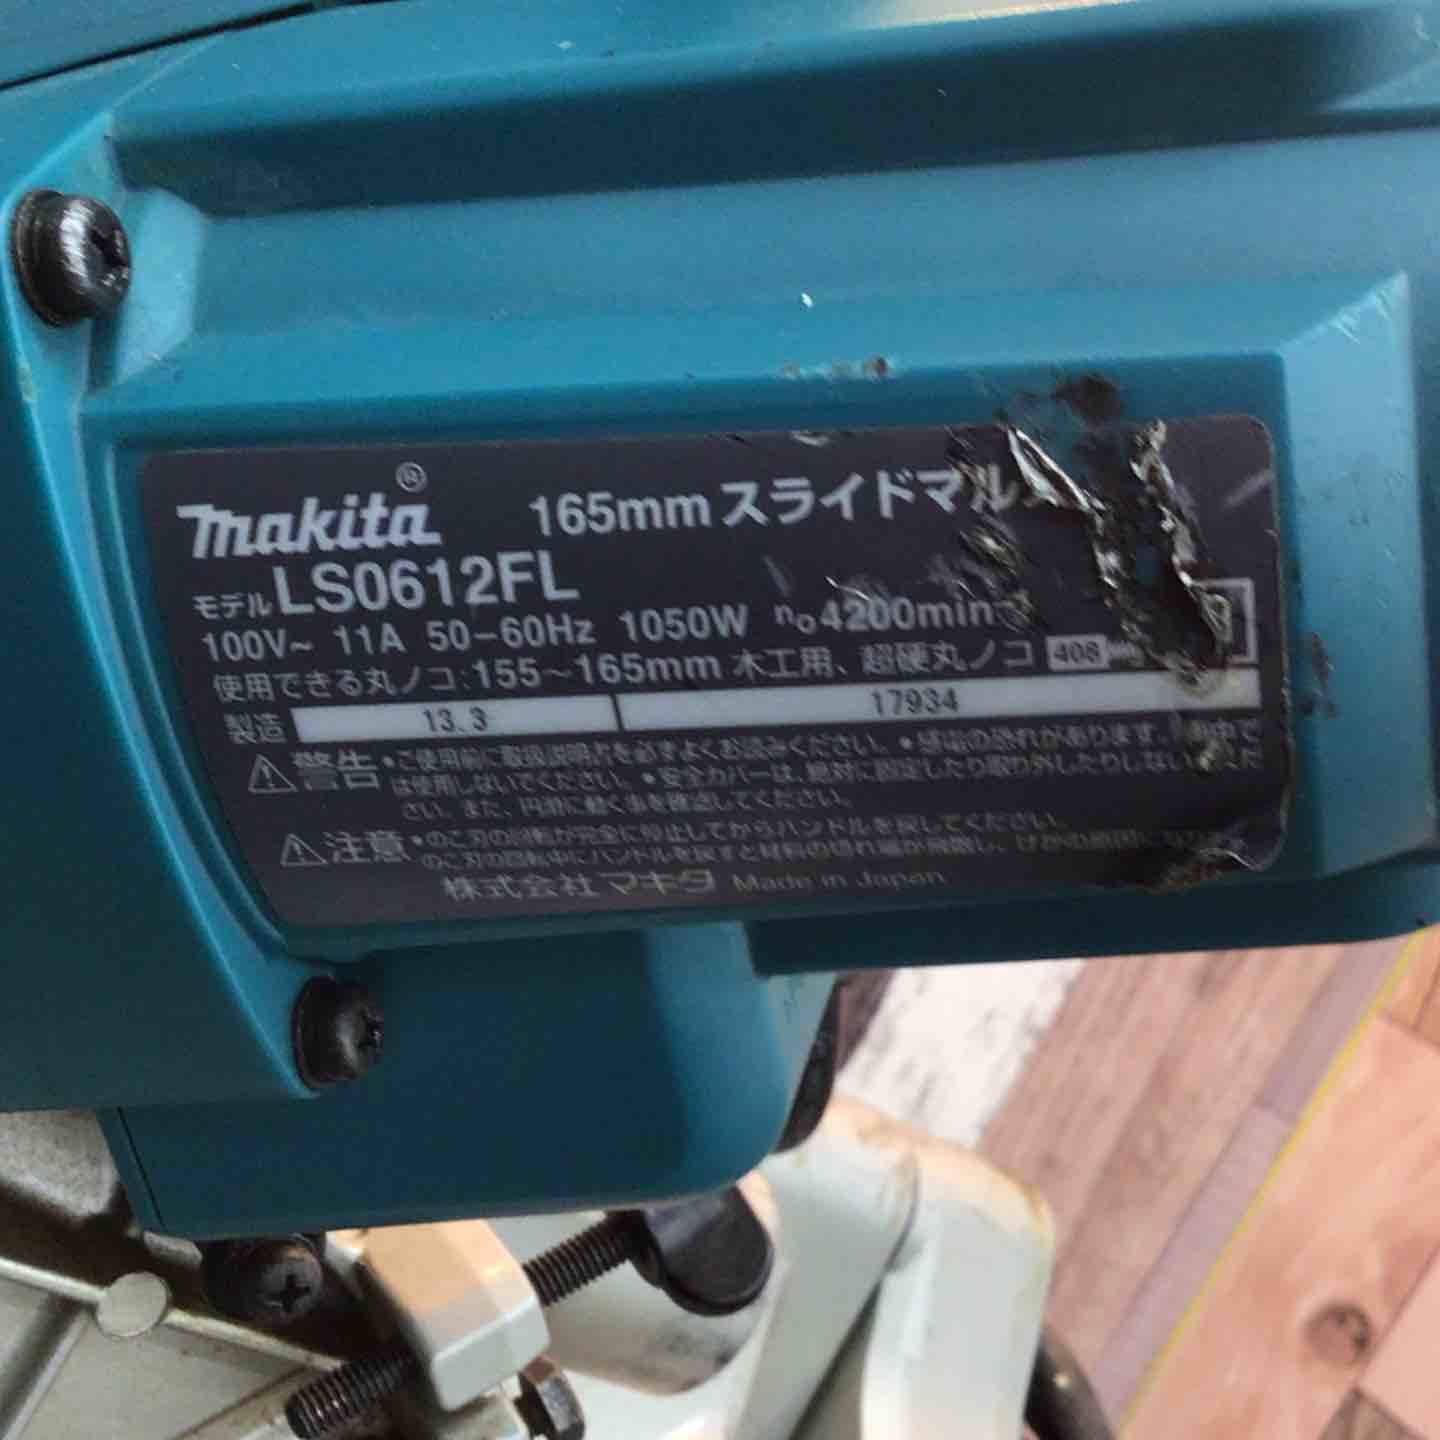 makita®
165mm スライドマル
モデル LS0612FL
100V~ 11A 50-60Hz 1050W n₀4200min
使用できる丸ノコ:155~165mm 木工用、超硬丸ノコ 408
製造 13.3 17934
⚠警告 •ご使用前に取扱説明書を必ずよくお読みください。•感電の恐れがあります。 中で
は使用しないでください。•安全カバーは、絶対に固定したり取り外したりしない
さい。また、円滑に動く事を確認してください。
⚠注意 •のこ刃の回転が完全に停止してからハンドルを戻してください。
のこ刃の回転中にハンドルを戻すと材料の切れ端が飛散し、けがの原因
株式会社マキタ Made in Japan